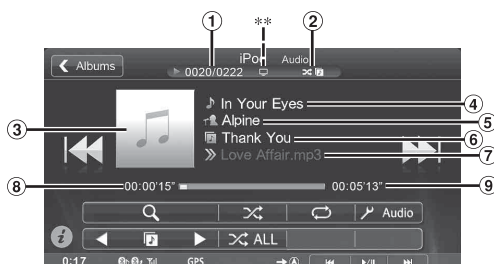 ① ** ②
iPod Audio
Albums
0020/0222
In Your Eyes ④
Alpine ⑤
③
Thank You ⑥
Love Affair.mp3 ⑦
⑧ 00:00'15" 00:05'13" ⑨
Audio
i
ALL
0:17 GPS A